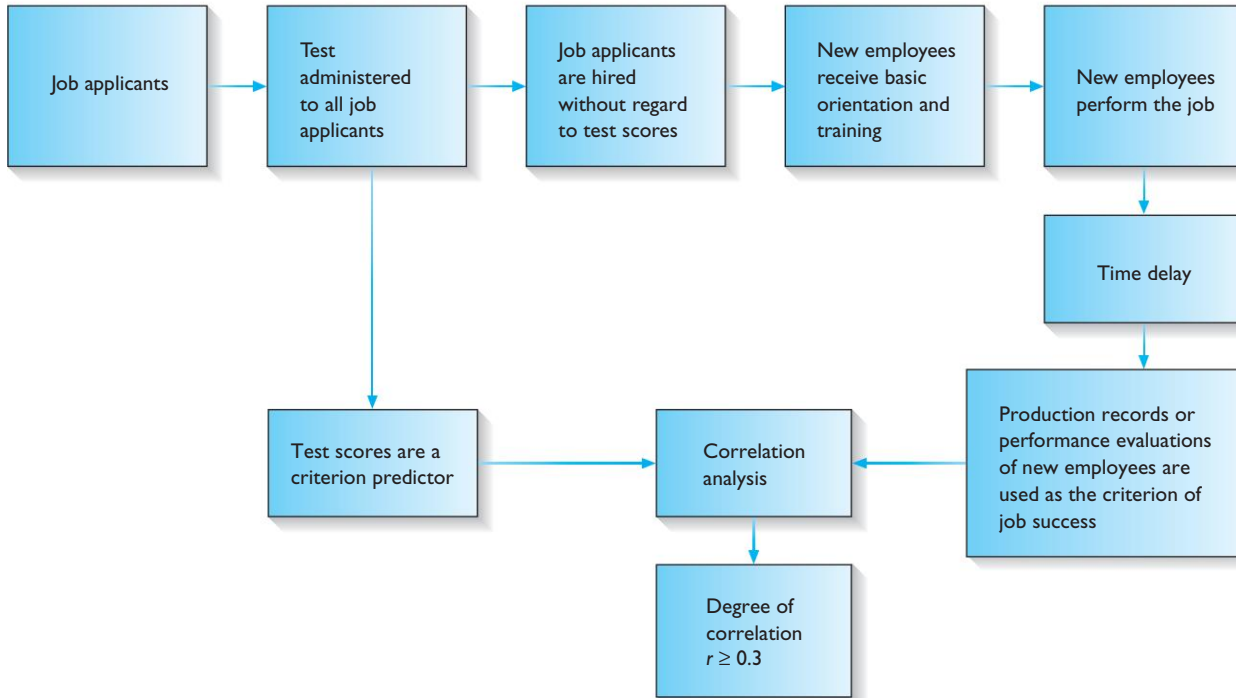 Job applicants
Test
administered
to all job
applicants
Job applicants
are hired
without regard
to test scores
New employees
receive basic
orientation and
training
New employees
perform the job
Time delay
Test scores are a
criterion predictor
Correlation
analysis
Production records or
performance evaluations
of new employees are
used as the criterion of
job success
Degree of
correlation
r ≥ 0.3